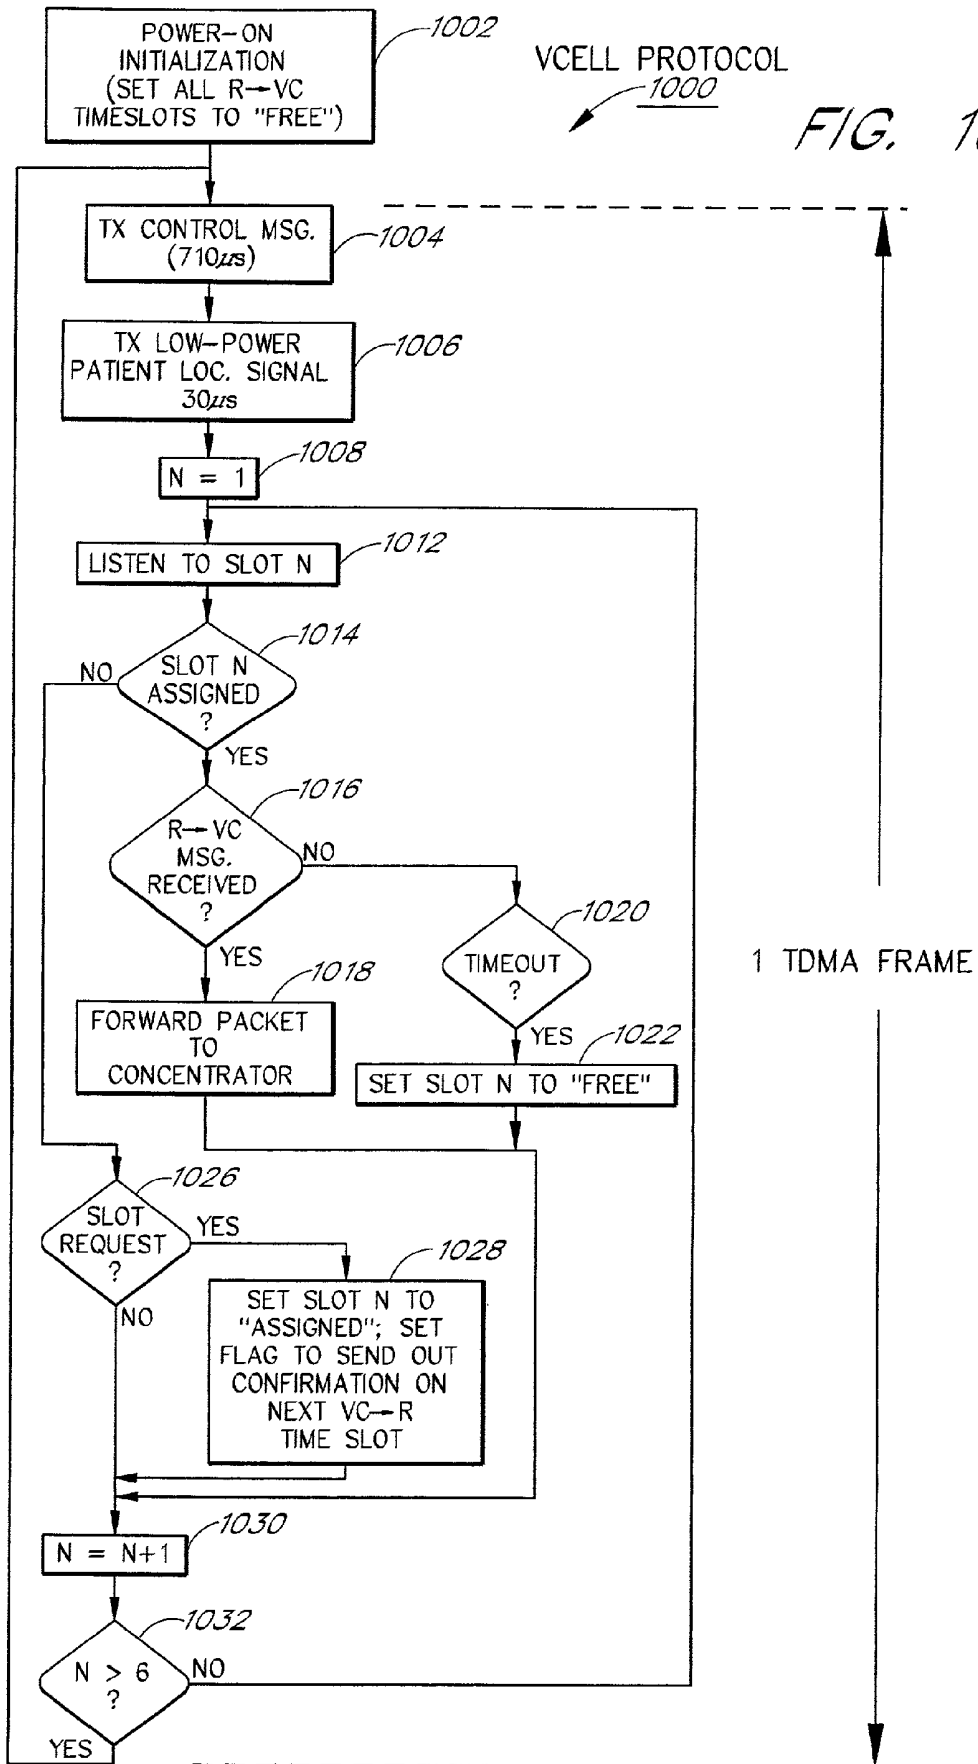 POWER-ON
INITIALIZATION
(SET ALL R→VC
TIMESLOTS TO "FREE")
1002
VCELL PROTOCOL
1000
FIG.
TX CONTROL MSG.
(710μs)
1004
TX LOW-POWER
PATIENT LOC. SIGNAL
30μs
1006
N = 1
1008
LISTEN TO SLOT N
1012
SLOT N
ASSIGNED
?
1014
NO
YES
R→VC
MSG.
RECEIVED
?
1016
NO
YES
TIMEOUT
?
1020
YES
1 TDMA FRAME
FORWARD PACKET
TO
CONCENTRATOR
1018
SET SLOT N TO "FREE"
1022
SLOT
REQUEST
?
1026
YES
NO
SET SLOT N TO
"ASSIGNED"; SET
FLAG TO SEND OUT
CONFIRMATION ON
NEXT VC→R
TIME SLOT
1028
N = N+1
1030
N > 6
?
1032
NO
YES